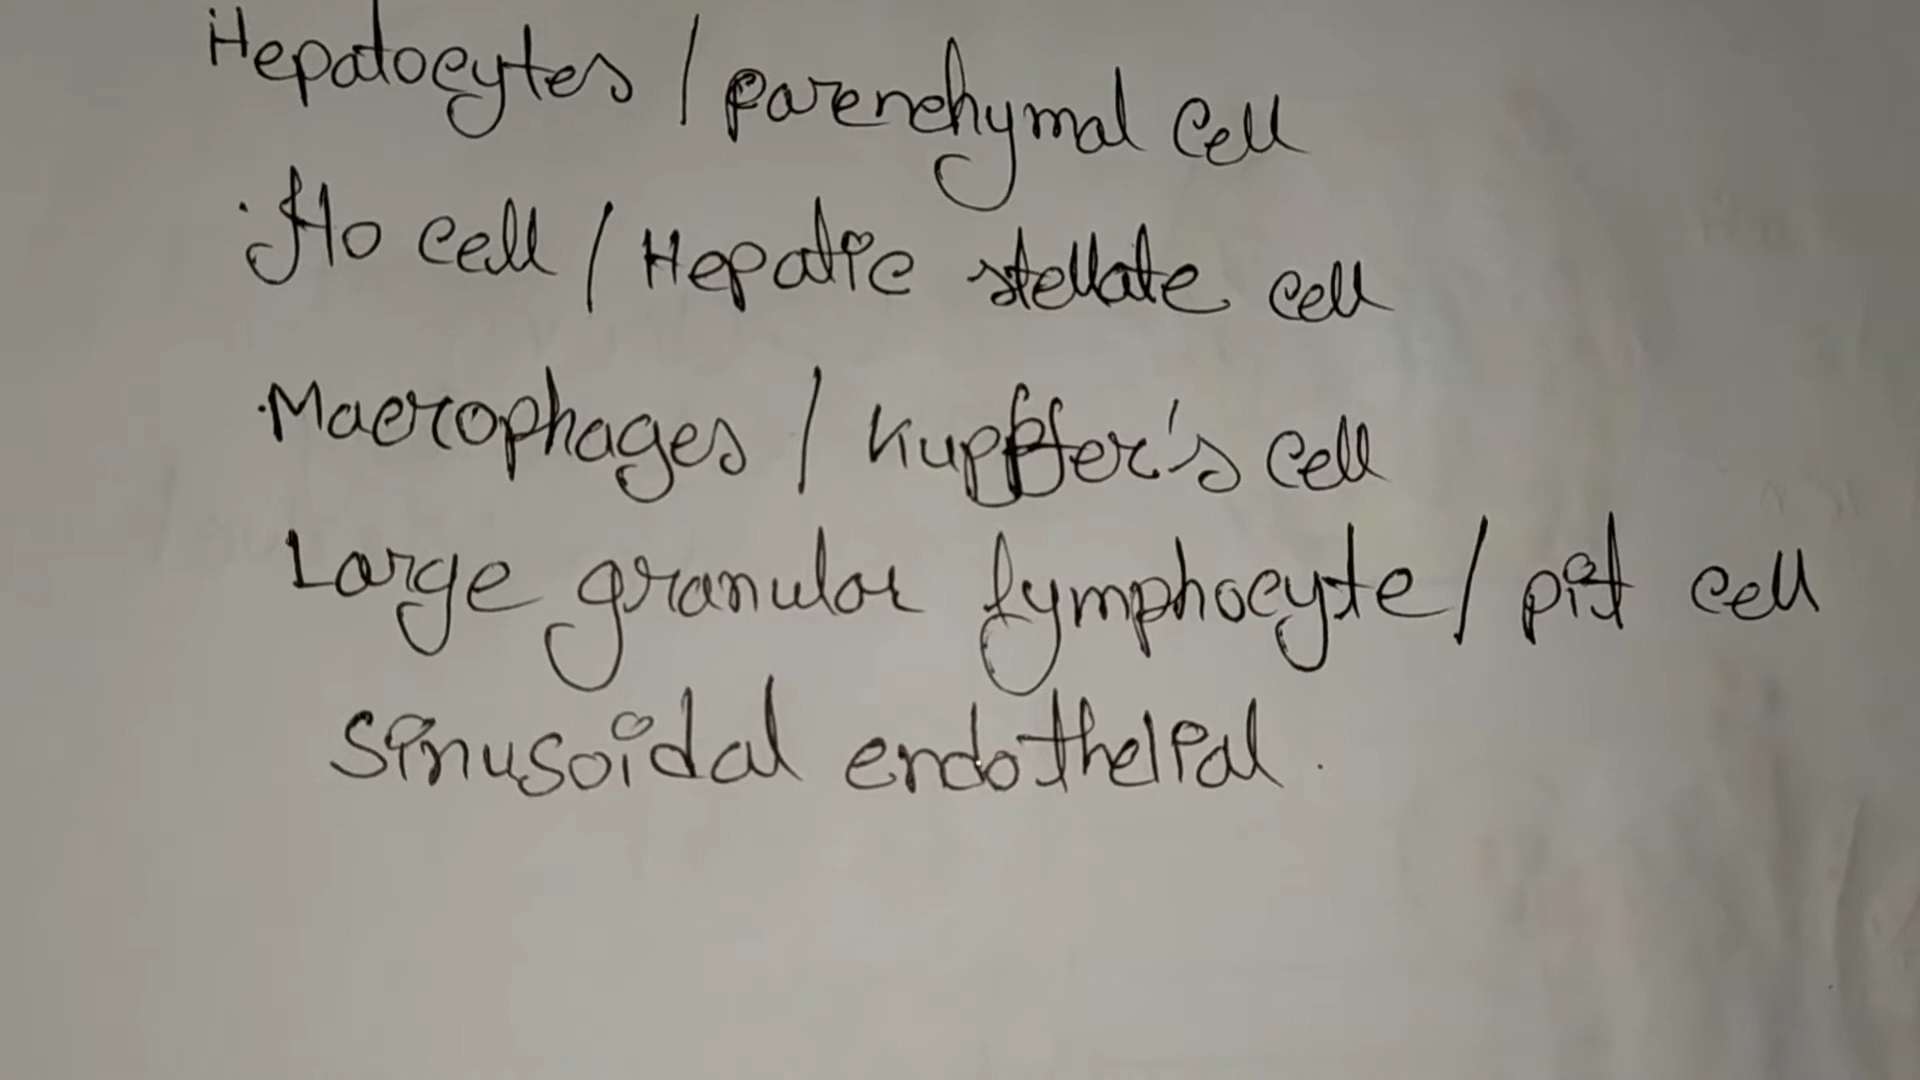 Hepatocytes / parenchymal cell
. Ito cell / Hepatic stellate cell
. Macrophages / Kupffer's cell
Large granular lymphocyte / pit cell
Sinusoidal endothelial.